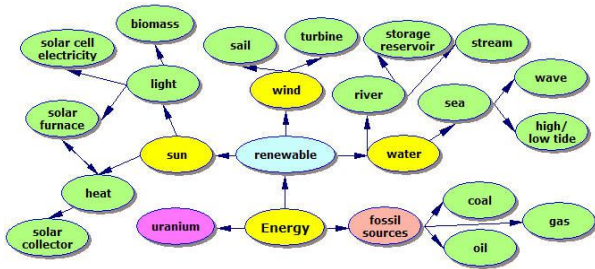 biomass
solar cell
electricity
light
solar
furnace
sun
heat
solar
collector
sail
turbine
wind
storage
reservoir
stream
river
sea
wave
high/
low tide
renewable
water
uranium
Energy
fossil
sources
coal
gas
oil